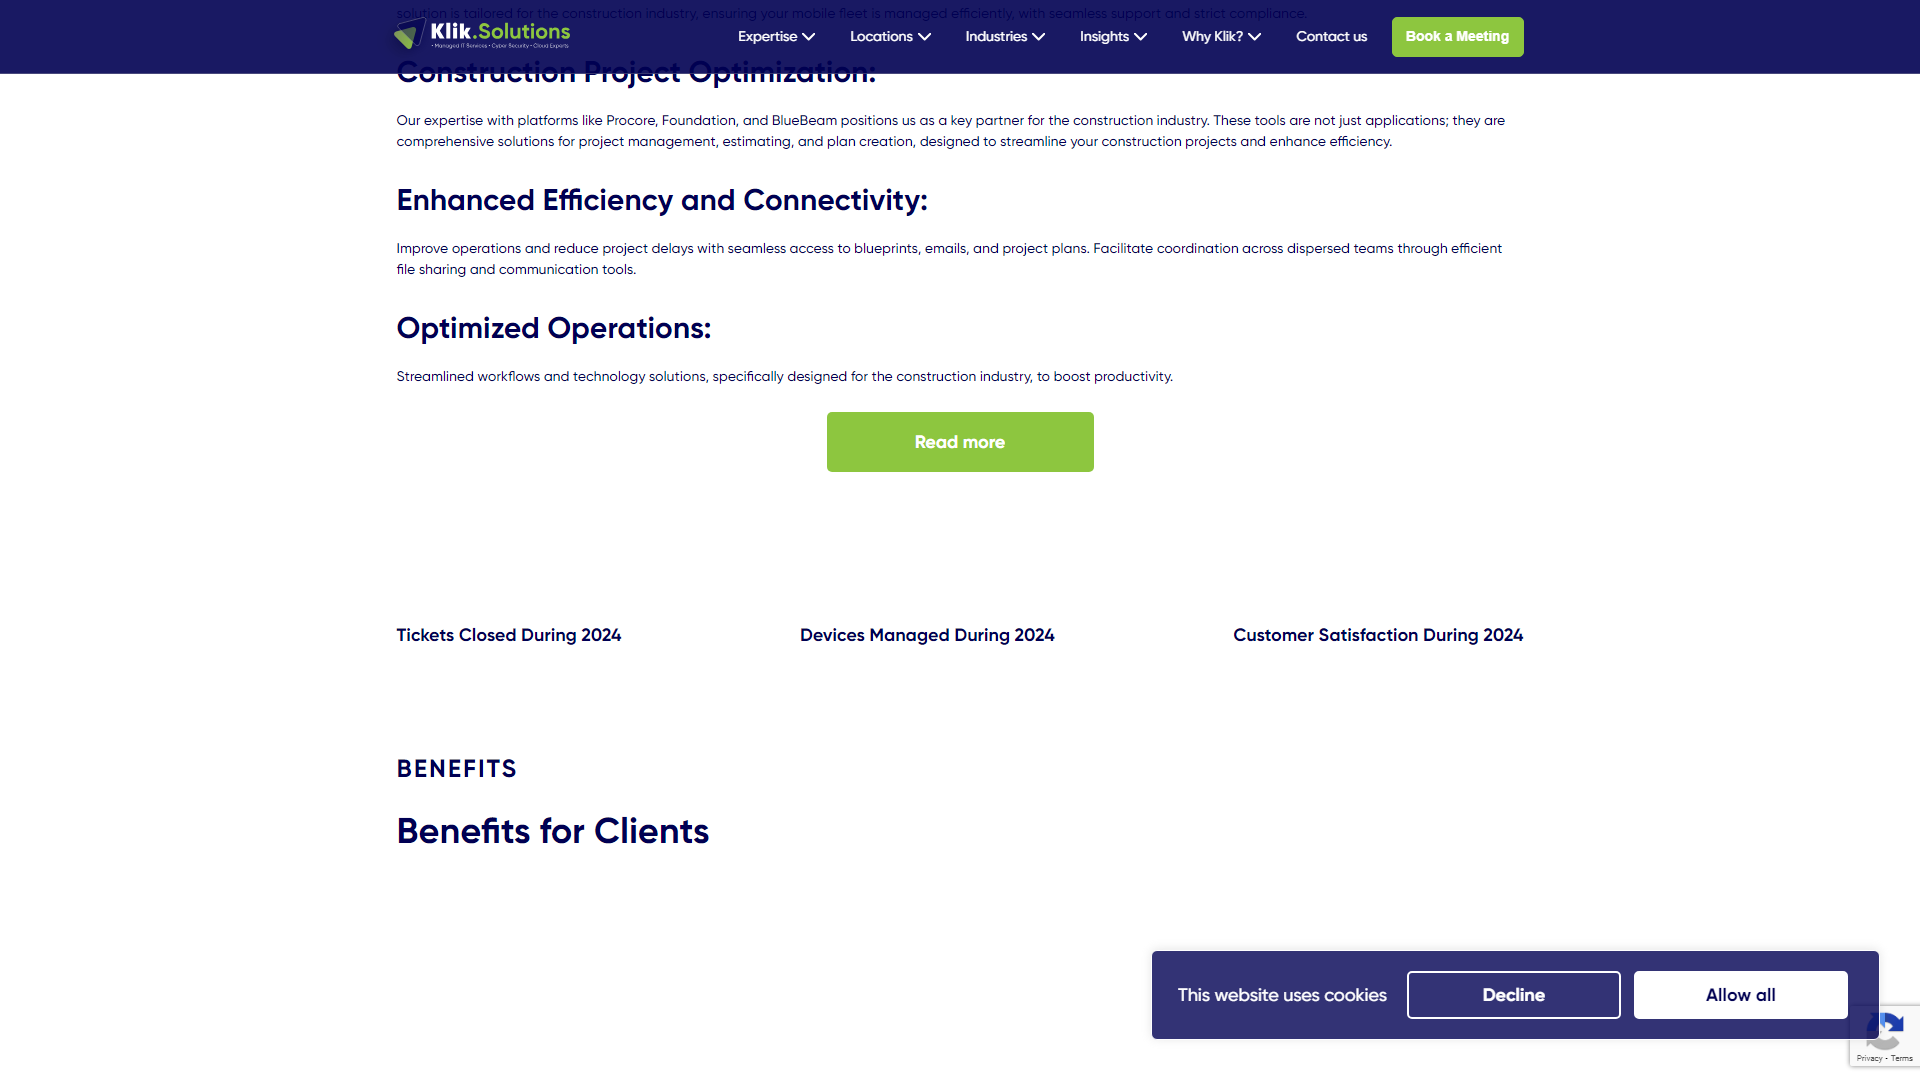 solution is tailored for the construction industry, ensuring your mobile fleet is managed efficiently, with seamless support and strict compliance.
Klik.Solutions
• Managed IT Services • Cyber Security • Cloud Experts
Expertise
Locations
Industries
Insights
Why Klik?
Contact us
Book a Meeting
Construction Project Optimization:
Our expertise with platforms like Procore, Foundation, and BlueBeam positions us as a key partner for the construction industry. These tools are not just applications; they are
comprehensive solutions for project management, estimating, and plan creation, designed to streamline your construction projects and enhance efficiency.
Enhanced Efficiency and Connectivity:
Improve operations and reduce project delays with seamless access to blueprints, emails, and project plans. Facilitate coordination across dispersed teams through efficient
file sharing and communication tools.
Optimized Operations:
Streamlined workflows and technology solutions, specifically designed for the construction industry, to boost productivity.
Read more
Tickets Closed During 2024
Devices Managed During 2024
Customer Satisfaction During 2024
BENEFITS
Benefits for Clients
This website uses cookies
Decline
Allow all
Privacy - Terms